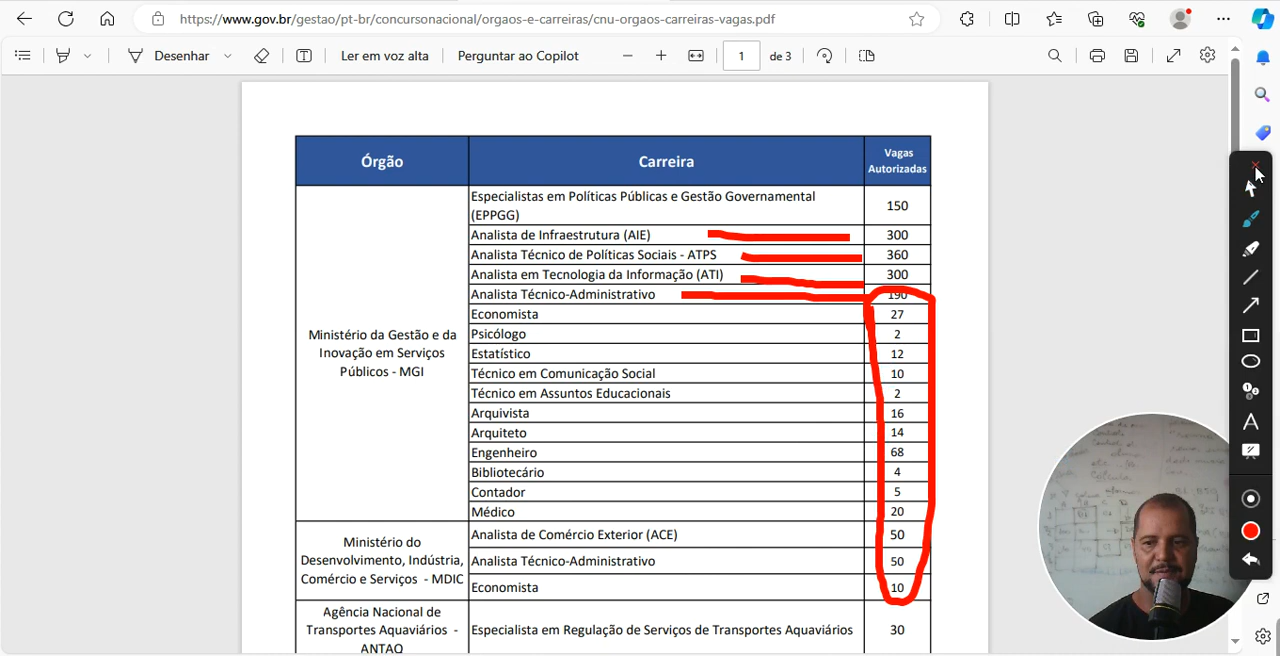 https://www.gov.br/gestao/pt-br/concursonacional/orgaos-e-carreiras/cnu-orgaos-carreiras-vagas.pdf
Desenhar
Ler em voz alta
Perguntar ao Copilot
1
de 3
Órgão
Carreira
Vagas
Autorizadas
Especialistas em Políticas Públicas e Gestão Governamental
(EPPGG)
150
Analista de Infraestrutura (AIE)
300
Analista Técnico de Políticas Sociais - ATPS
360
Analista em Tecnologia da Informação (ATI)
300
Analista Técnico-Administrativo
190
Economista
27
Ministério da Gestão e da
Inovação em Serviços
Públicos - MGI
Psicólogo
2
Estatístico
12
Técnico em Comunicação Social
10
Técnico em Assuntos Educacionais
2
Arquivista
16
Arquiteto
14
Engenheiro
68
Bibliotecário
4
Contador
5
Médico
20
Ministério do
Desenvolvimento, Indústria,
Comércio e Serviços - MDIC
Analista de Comércio Exterior (ACE)
50
Analista Técnico-Administrativo
50
Economista
10
Agência Nacional de
Transportes Aquaviários -
ANTAQ
Especialista em Regulação de Serviços de Transportes Aquaviários
30